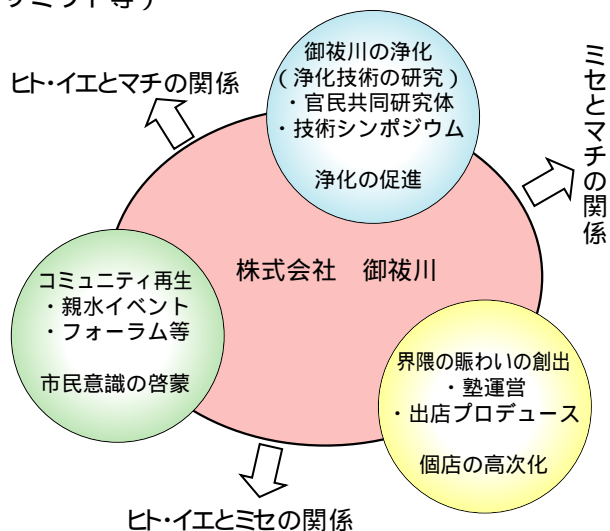 サミット等）
御祓川の浄化
（浄化技術の研究）
・官民共同研究体
・技術シンポジウム
浄化の促進
ヒト・イエとマチの関係
ミセとマチの関係
株式会社　御祓川
コミュニティ再生
・親水イベント
・フォーラム等
市民意識の啓蒙
界隈の賑わいの創出
・塾運営
・出店プロデュース
個店の高次化
ヒト・イエとミセの関係